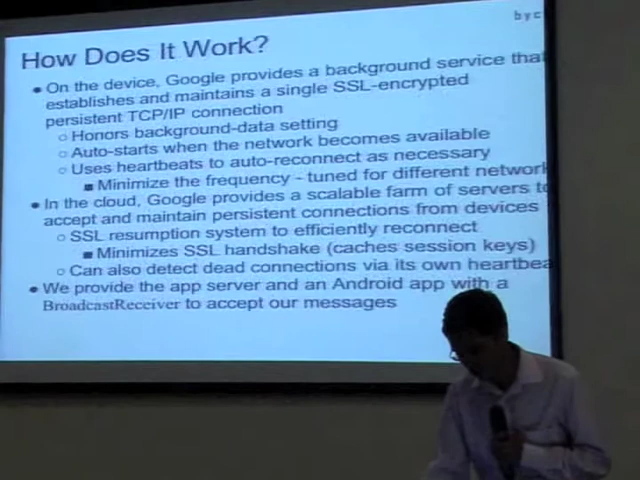 byc
How Does It Work?
● On the device, Google provides a background service that
establishes and maintains a single SSL-encrypted
persistent TCP/IP connection
○ Honors background-data setting
○ Auto-starts when the network becomes available
○ Uses heartbeats to auto-reconnect as necessary
■ Minimize the frequency - tuned for different network
● In the cloud, Google provides a scalable farm of servers to
accept and maintain persistent connections from devices
○ SSL resumption system to efficiently reconnect
■ Minimizes SSL handshake (caches session keys)
○ Can also detect dead connections via its own heartbea
● We provide the app server and an Android app with a
BroadcastReceiver to accept our messages